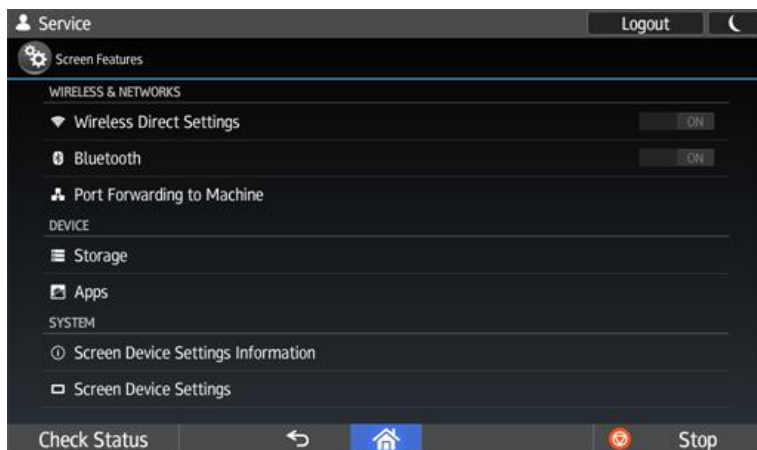 Service
Logout
Screen Features
WIRELESS & NETWORKS
Wireless Direct Settings ON
Bluetooth ON
Port Forwarding to Machine
DEVICE
Storage
Apps
SYSTEM
Screen Device Settings Information
Screen Device Settings
Check Status
Stop